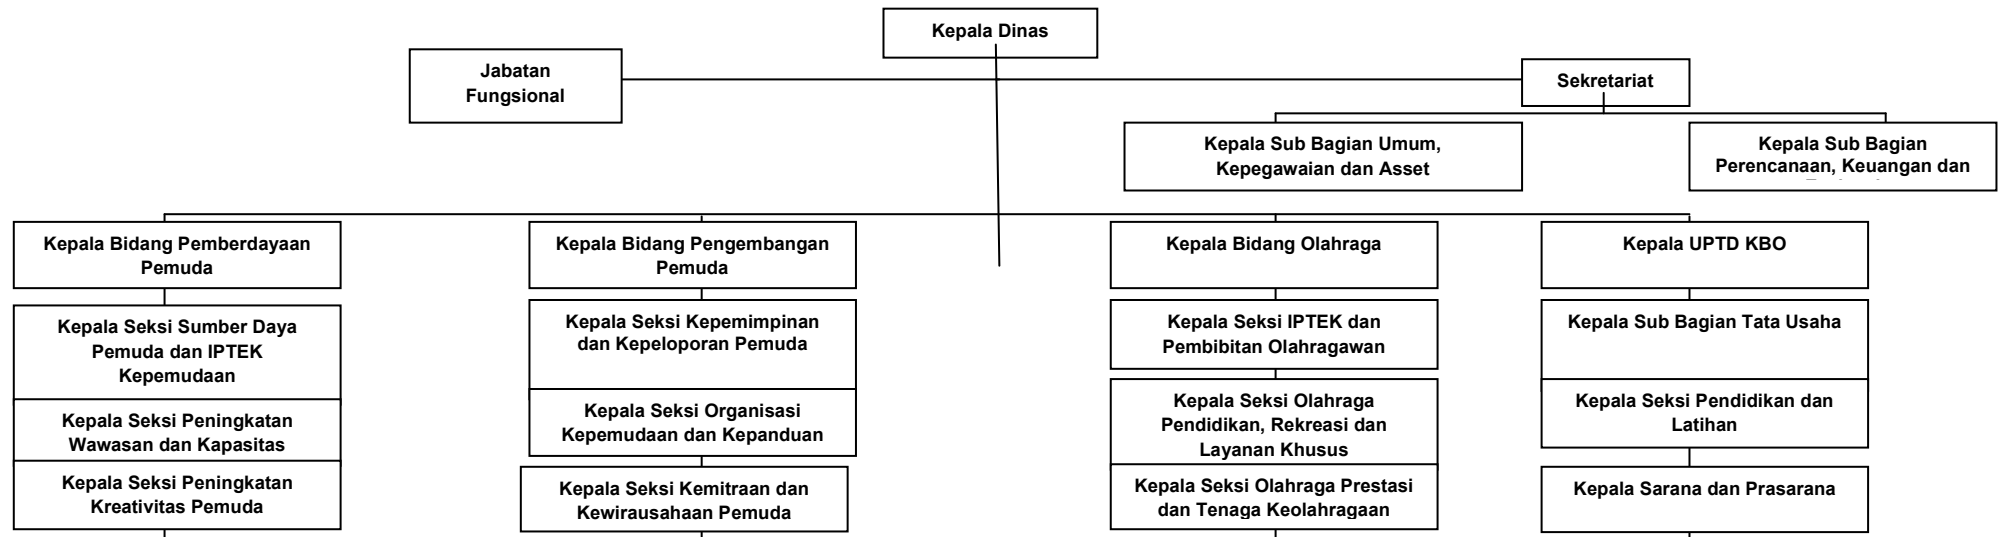 Kepala Dinas
Jabatan
Fungsional
Sekretariat
Kepala Sub Bagian Umum,
Kepegawaian dan Asset
Kepala Sub Bagian
Perencanaan, Keuangan dan
Kepala Bidang Pemberdayaan
Pemuda
Kepala Seksi Sumber Daya
Pemuda dan IPTEK
Kepemudaan
Kepala Seksi Peningkatan
Wawasan dan Kapasitas
Kepala Seksi Peningkatan
Kreativitas Pemuda
Kepala Bidang Pengembangan
Pemuda
Kepala Seksi Kepemimpinan
dan Kepeloporan Pemuda
Kepala Seksi Organisasi
Kepemudaan dan Kepanduan
Kepala Seksi Kemitraan dan
Kewirausahaan Pemuda
Kepala Bidang Olahraga
Kepala Seksi IPTEK dan
Pembibitan Olahragawan
Kepala Seksi Olahraga
Pendidikan, Rekreasi dan
Layanan Khusus
Kepala Seksi Olahraga Prestasi
dan Tenaga Keolahragaan
Kepala UPTD KBO
Kepala Sub Bagian Tata Usaha
Kepala Seksi Pendidikan dan
Latihan
Kepala Sarana dan Prasarana